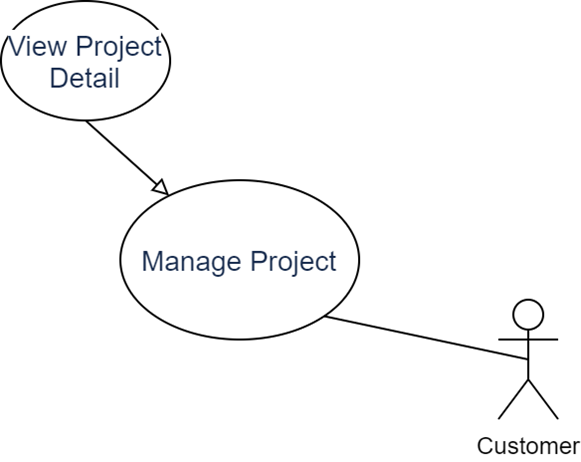 View Project
Detail
Manage Project
Customer